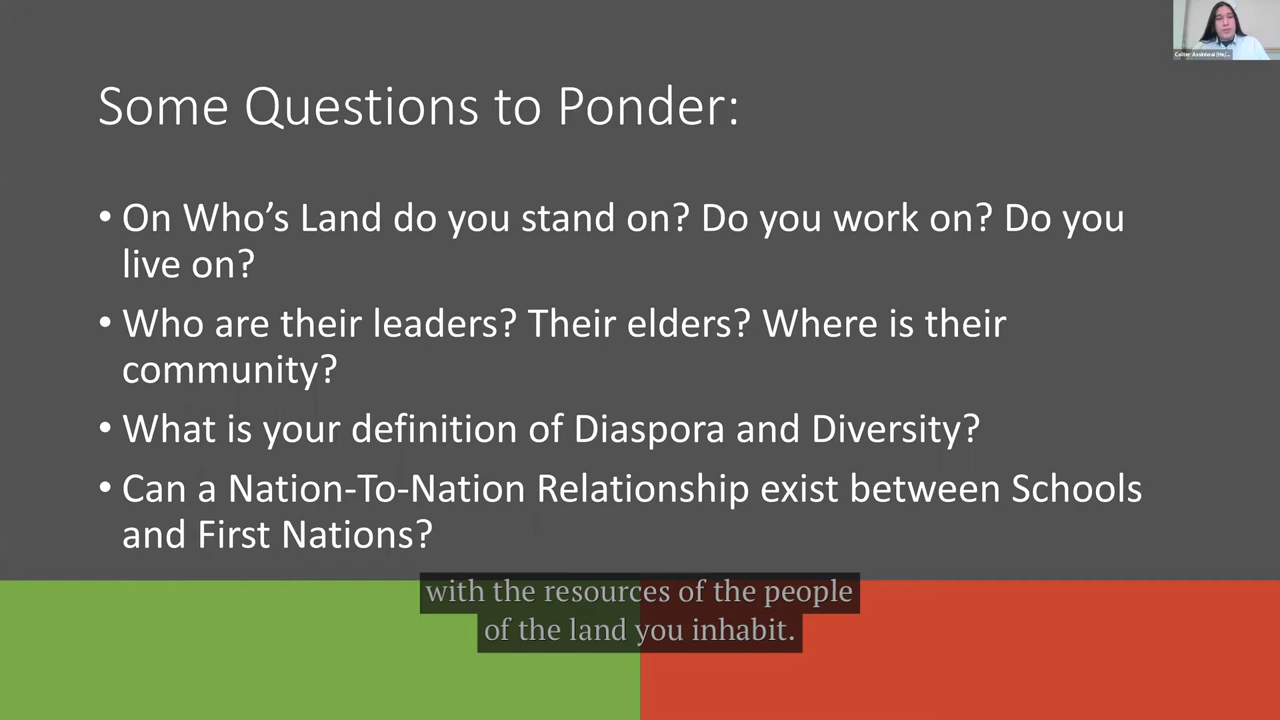 Colter Assiniwai (He)...
Some Questions to Ponder:
• On Who’s Land do you stand on? Do you work on? Do you
live on?
• Who are their leaders? Their elders? Where is their
community?
• What is your definition of Diaspora and Diversity?
• Can a Nation-To-Nation Relationship exist between Schools
and First Nations?
with the resources of the people
of the land you inhabit.